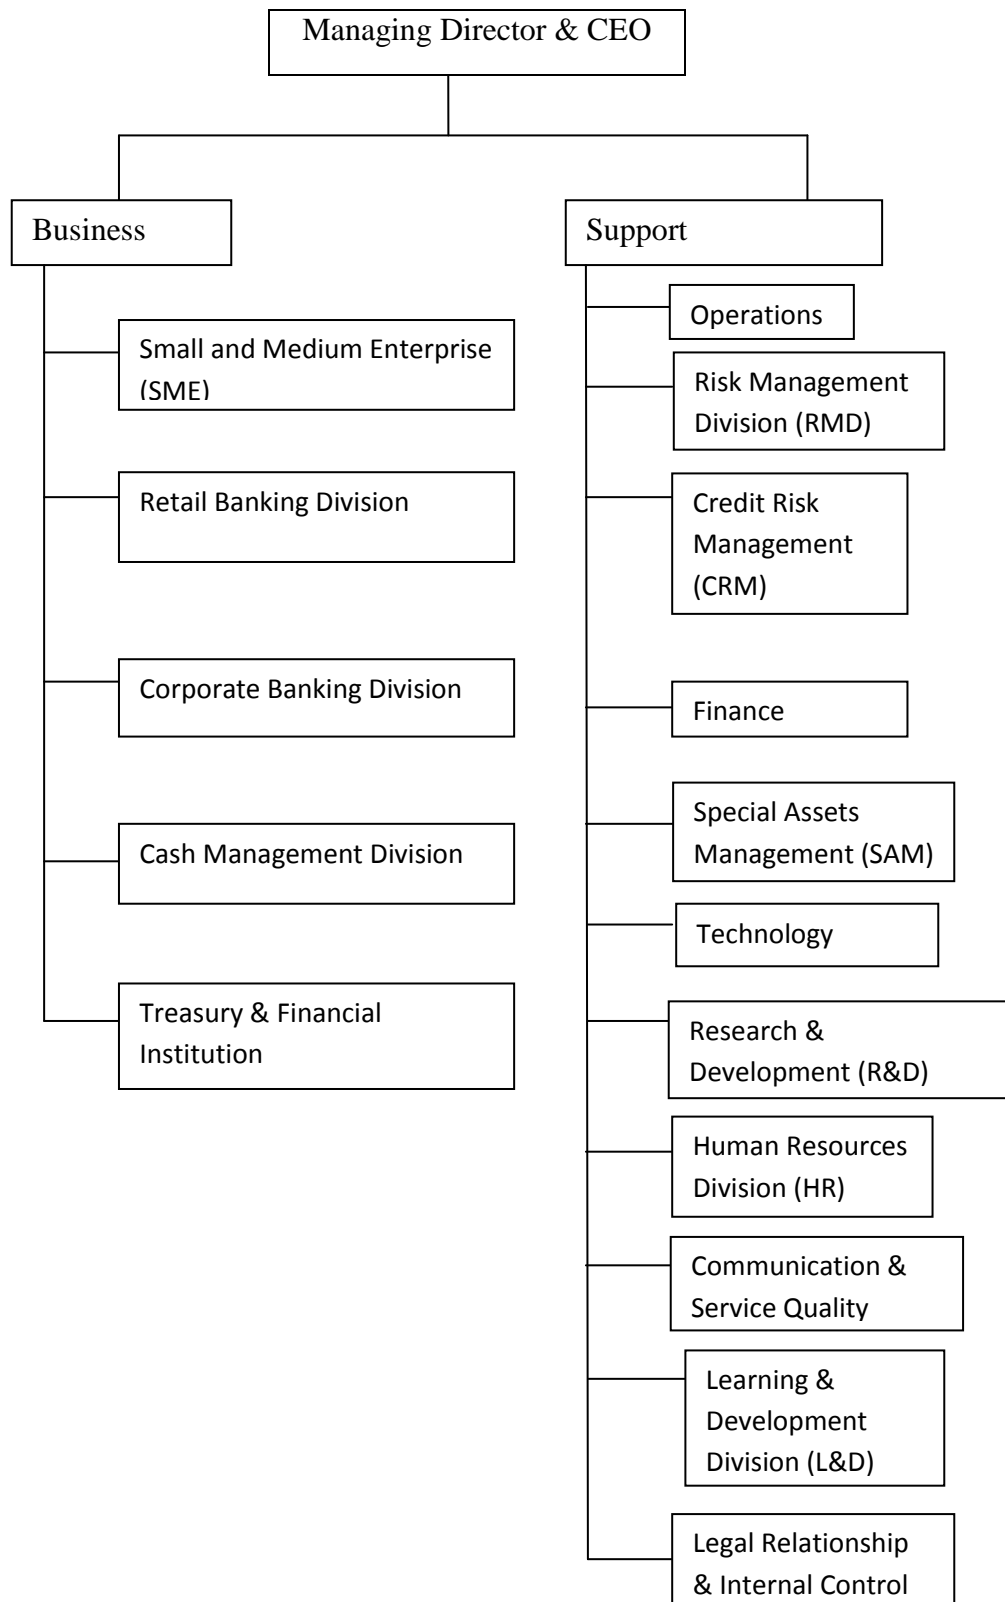 Managing Director & CEO
Business
Small and Medium Enterprise
(SME)
Retail Banking Division
Corporate Banking Division
Cash Management Division
Treasury & Financial
Institution
Support
Operations
Risk Management
Division (RMD)
Credit Risk
Management
(CRM)
Finance
Special Assets
Management (SAM)
Technology
Research &
Development (R&D)
Human Resources
Division (HR)
Communication &
Service Quality
Learning &
Development
Division (L&D)
Legal Relationship
& Internal Control